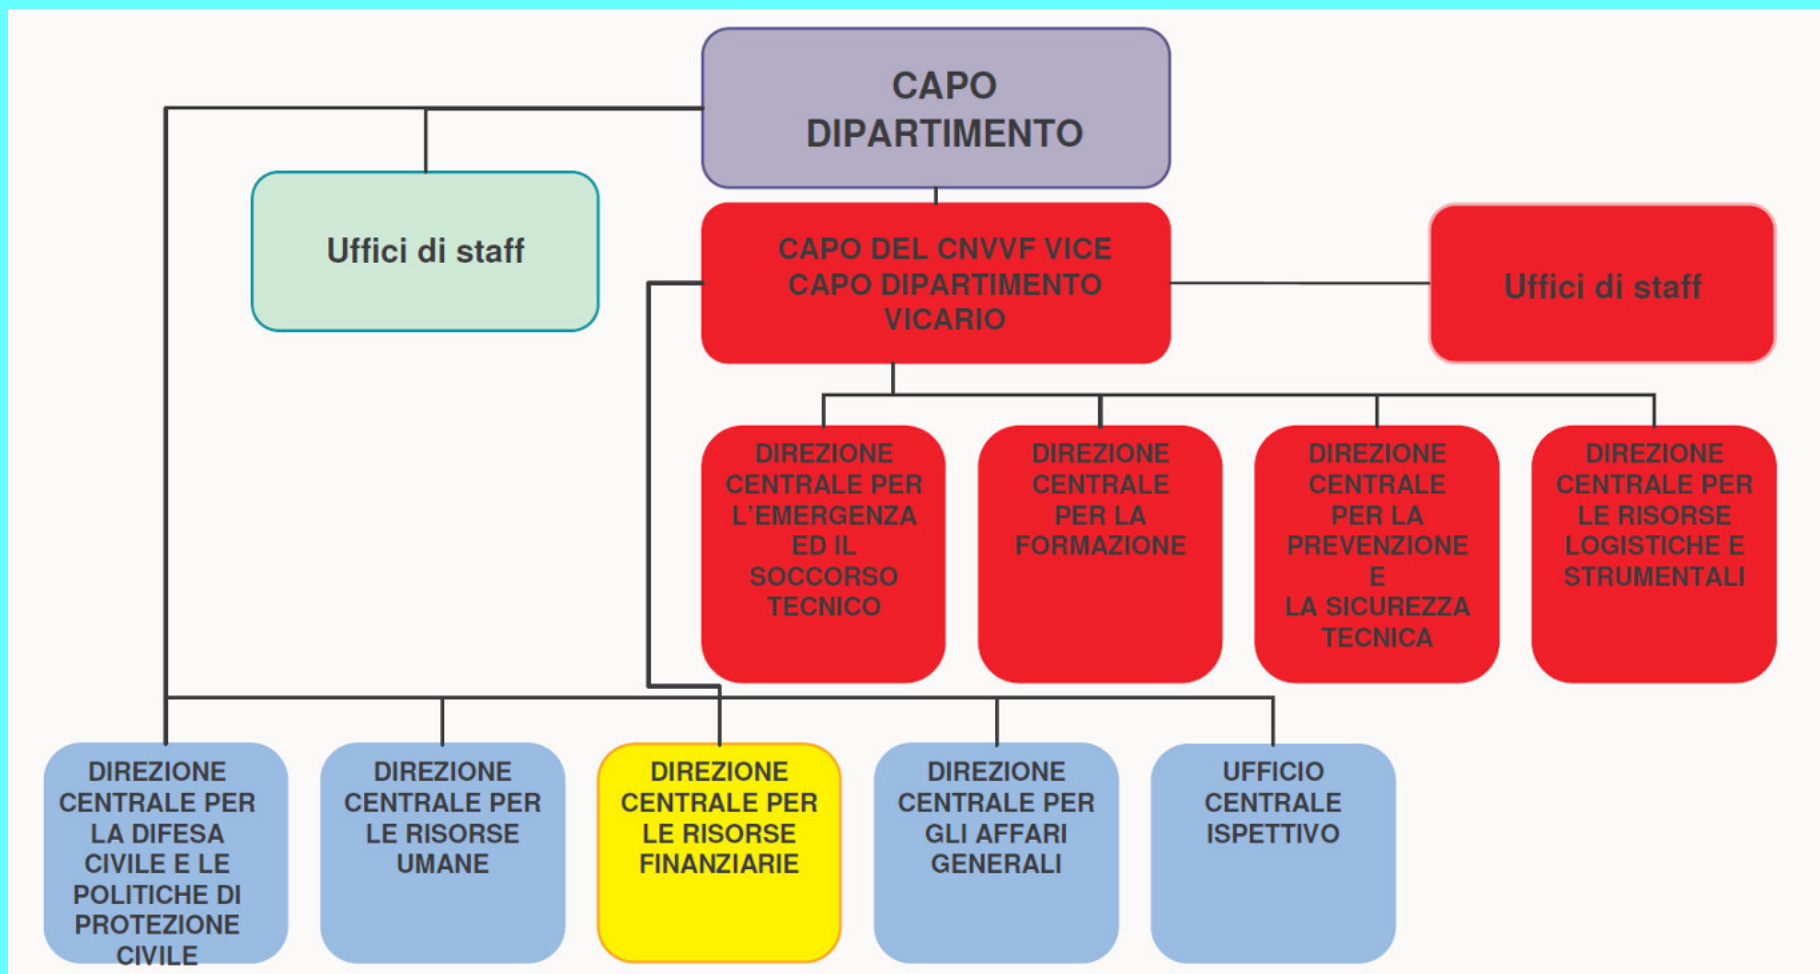 CAPO
DIPARTIMENTO
Uffici di staff
CAPO DEL CNVVF VICE
CAPO DIPARTIMENTO
VICARIO
Uffici di staff
DIREZIONE
CENTRALE PER
L'EMERGENZA
ED IL
SOCCORSO
TECNICO
DIREZIONE
CENTRALE
PER LA
FORMAZIONE
DIREZIONE
CENTRALE
PER LA
PREVENZIONE
E
LA SICUREZZA
TECNICA
DIREZIONE
CENTRALE PER
LE RISORSE
LOGISTICHE E
STRUMENTALI
DIREZIONE
CENTRALE PER
LA DIFESA
CIVILE E LE
POLITICHE DI
PROTEZIONE
CIVILE
DIREZIONE
CENTRALE PER
LE RISORSE
UMANE
DIREZIONE
CENTRALE PER
LE RISORSE
FINANZIARIE
DIREZIONE
CENTRALE PER
GLI AFFARI
GENERALI
UFFICIO
CENTRALE
ISPETTIVO